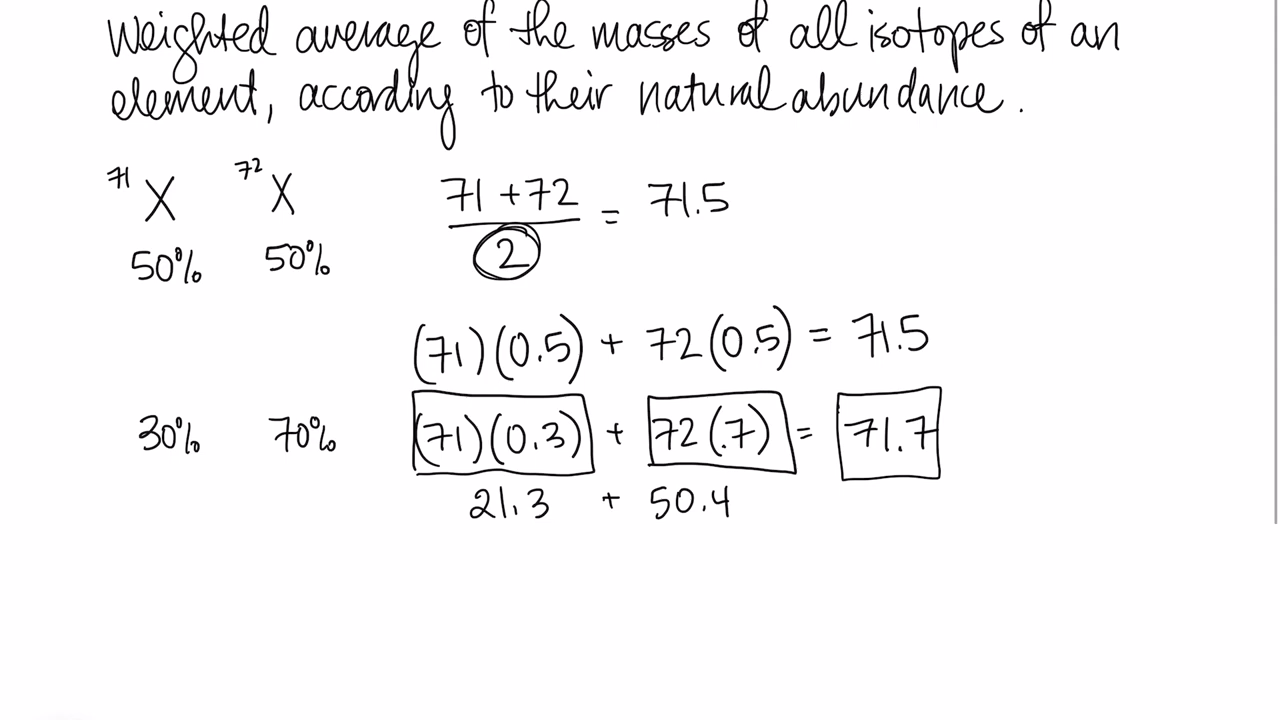 Weighted average of the masses of all isotopes of an
element, according to their natural abundance.
71X 72X 71 + 72 / 2 = 71.5
50% 50%
(71)(0.5) + 72(0.5) = 71.5
30% 70% (71)(0.3) + 72(.7) = 71.7
21.3 + 50.4